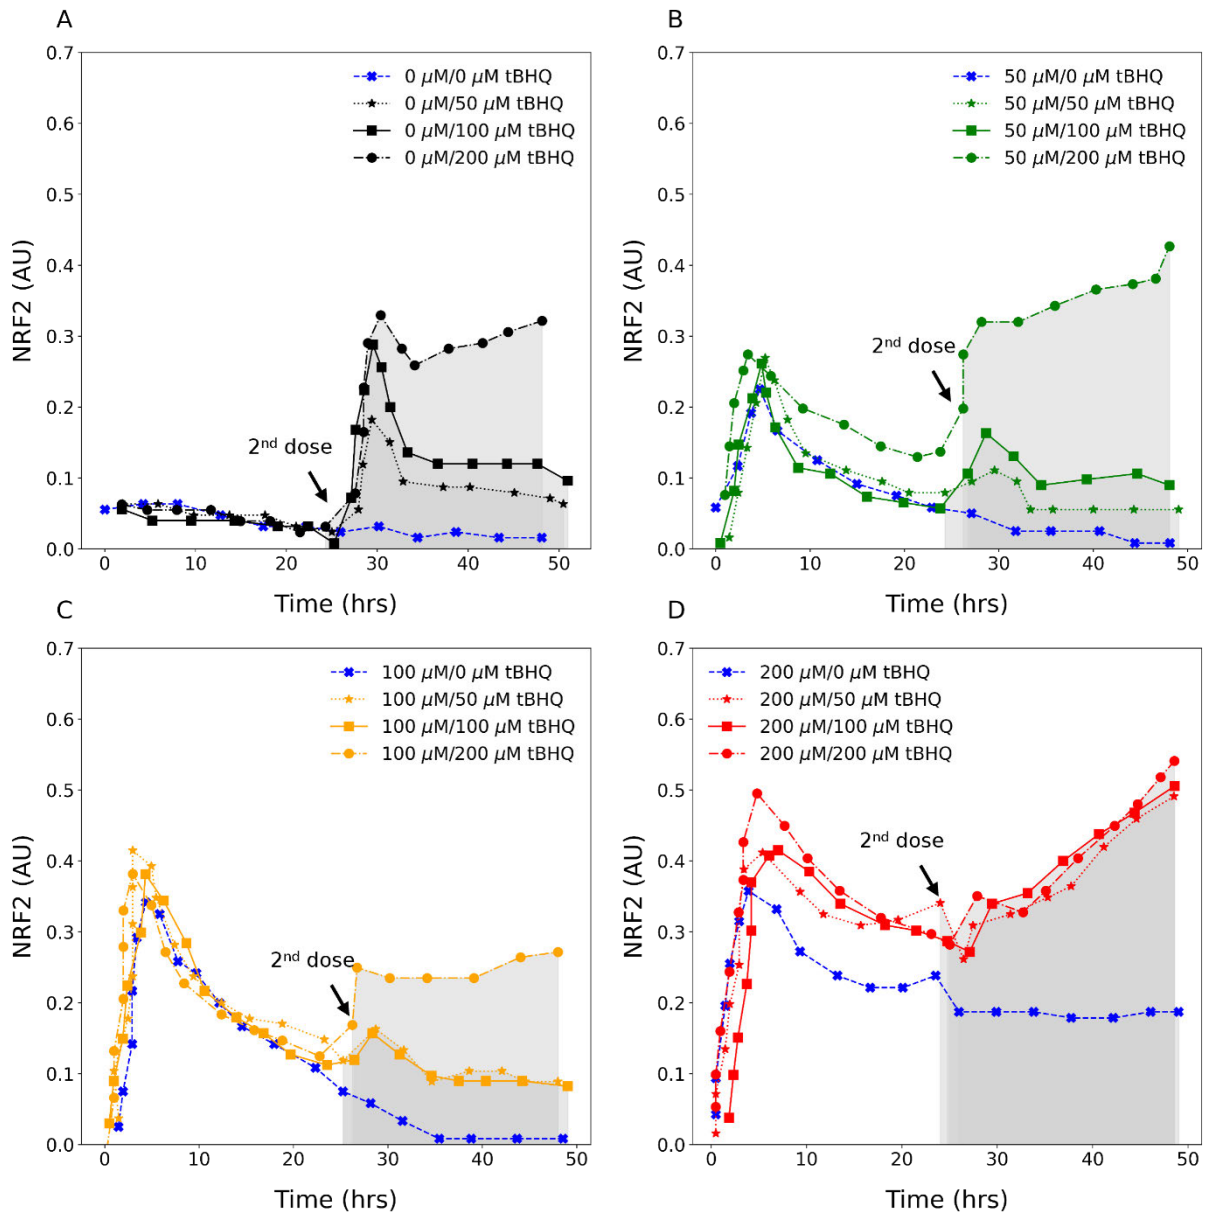 A
0.7
0.6
0.5
0.4
0.3
0.2
0.1
0.0
NRF2 (AU)
0 μM/0 μM tBHQ
0 μM/50 μM tBHQ
0 μM/100 μM tBHQ
0 μM/200 μM tBHQ
2nd dose
0 10 20 30 40 50
Time (hrs)
B
0.7
0.6
0.5
0.4
0.3
0.2
0.1
0.0
NRF2 (AU)
50 μM/0 μM tBHQ
50 μM/50 μM tBHQ
50 μM/100 μM tBHQ
50 μM/200 μM tBHQ
2nd dose
0 10 20 30 40 50
Time (hrs)
C
0.7
0.6
0.5
0.4
0.3
0.2
0.1
0.0
NRF2 (AU)
100 μM/0 μM tBHQ
100 μM/50 μM tBHQ
100 μM/100 μM tBHQ
100 μM/200 μM tBHQ
2nd dose
0 10 20 30 40 50
Time (hrs)
D
0.7
0.6
0.5
0.4
0.3
0.2
0.1
0.0
NRF2 (AU)
200 μM/0 μM tBHQ
200 μM/50 μM tBHQ
200 μM/100 μM tBHQ
200 μM/200 μM tBHQ
2nd dose
0 10 20 30 40 50
Time (hrs)